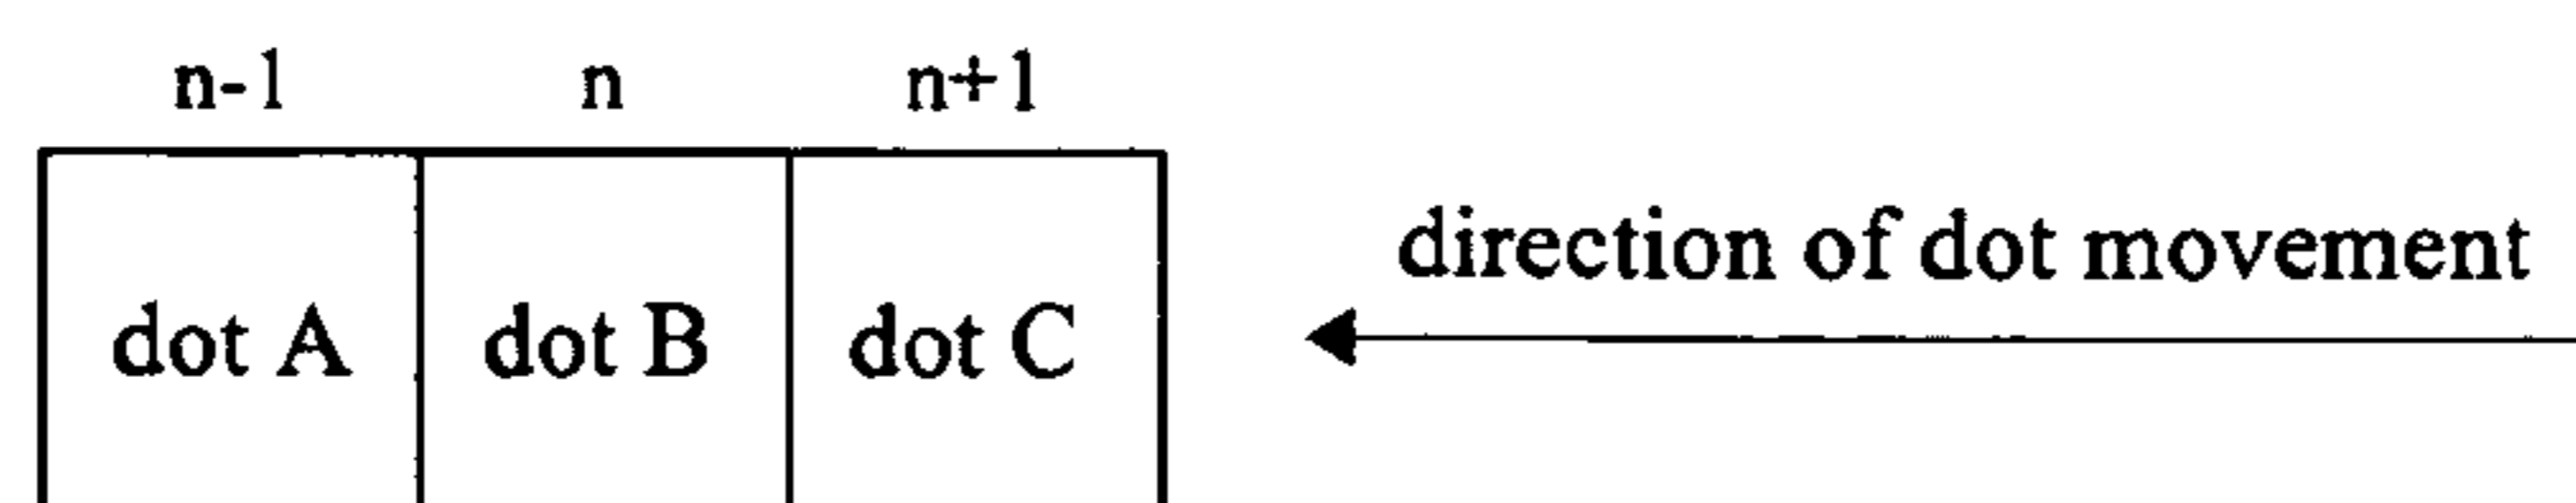 n-1 n n+1
direction of dot movement
dot A dot B dot C